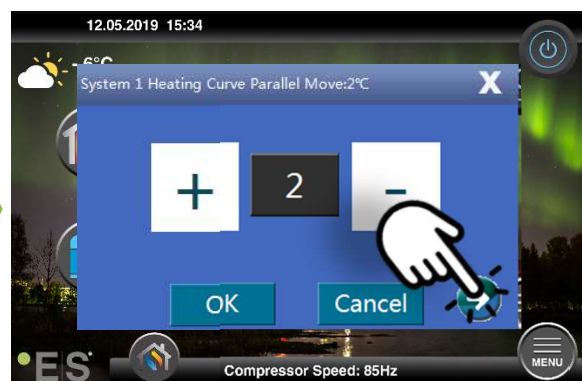 12.05.2019 15:34
-6°C
System 1 Heating Curve Parallel Move:2℃
X
+ 2 -
OK Cancel
ES
Compressor Speed: 85Hz
MENU